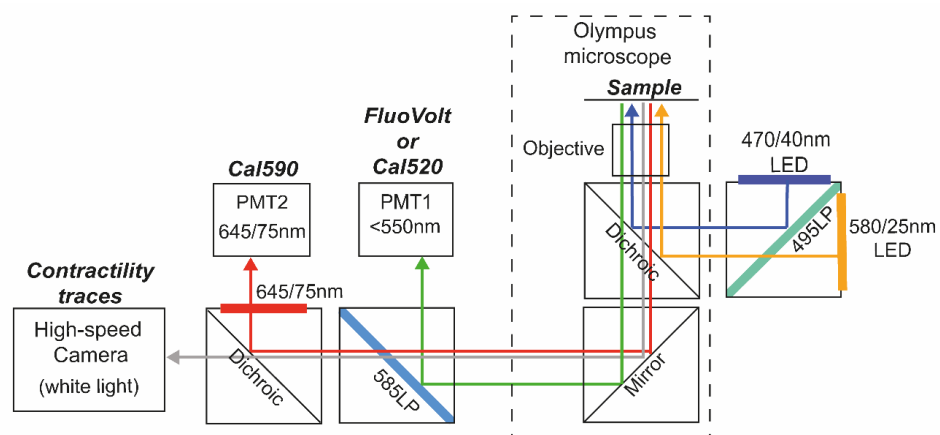 Olympus
microscope
Sample
FluoVolt
or
Cal520
470/40nm
LED
Objective
Cal590
PMT2
645/75nm
PMT1
<550nm
Dichroic
495LP
580/25nm
LED
Contractility
traces
645/75nm
High-speed
Camera
(white light)
Dichroic
585LP
Mirror